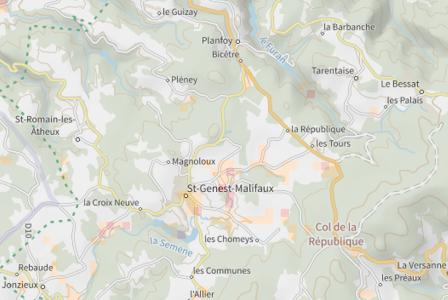 le Guizay
la Barbanche
Planfoy
Bicêtre
le Furan
Tarentaise
Pléney
Le Bessat
les Palais
St-Romain-les-
Atheux
la République
les Tours
Magnoloux
St-Genest-Malifaux
la Croix Neuve
D10
Col de la
République
les Chomeys
la Semène
Rebaude
Jonzieux
les Communes
La Versanne
les Préaux
l'Allier